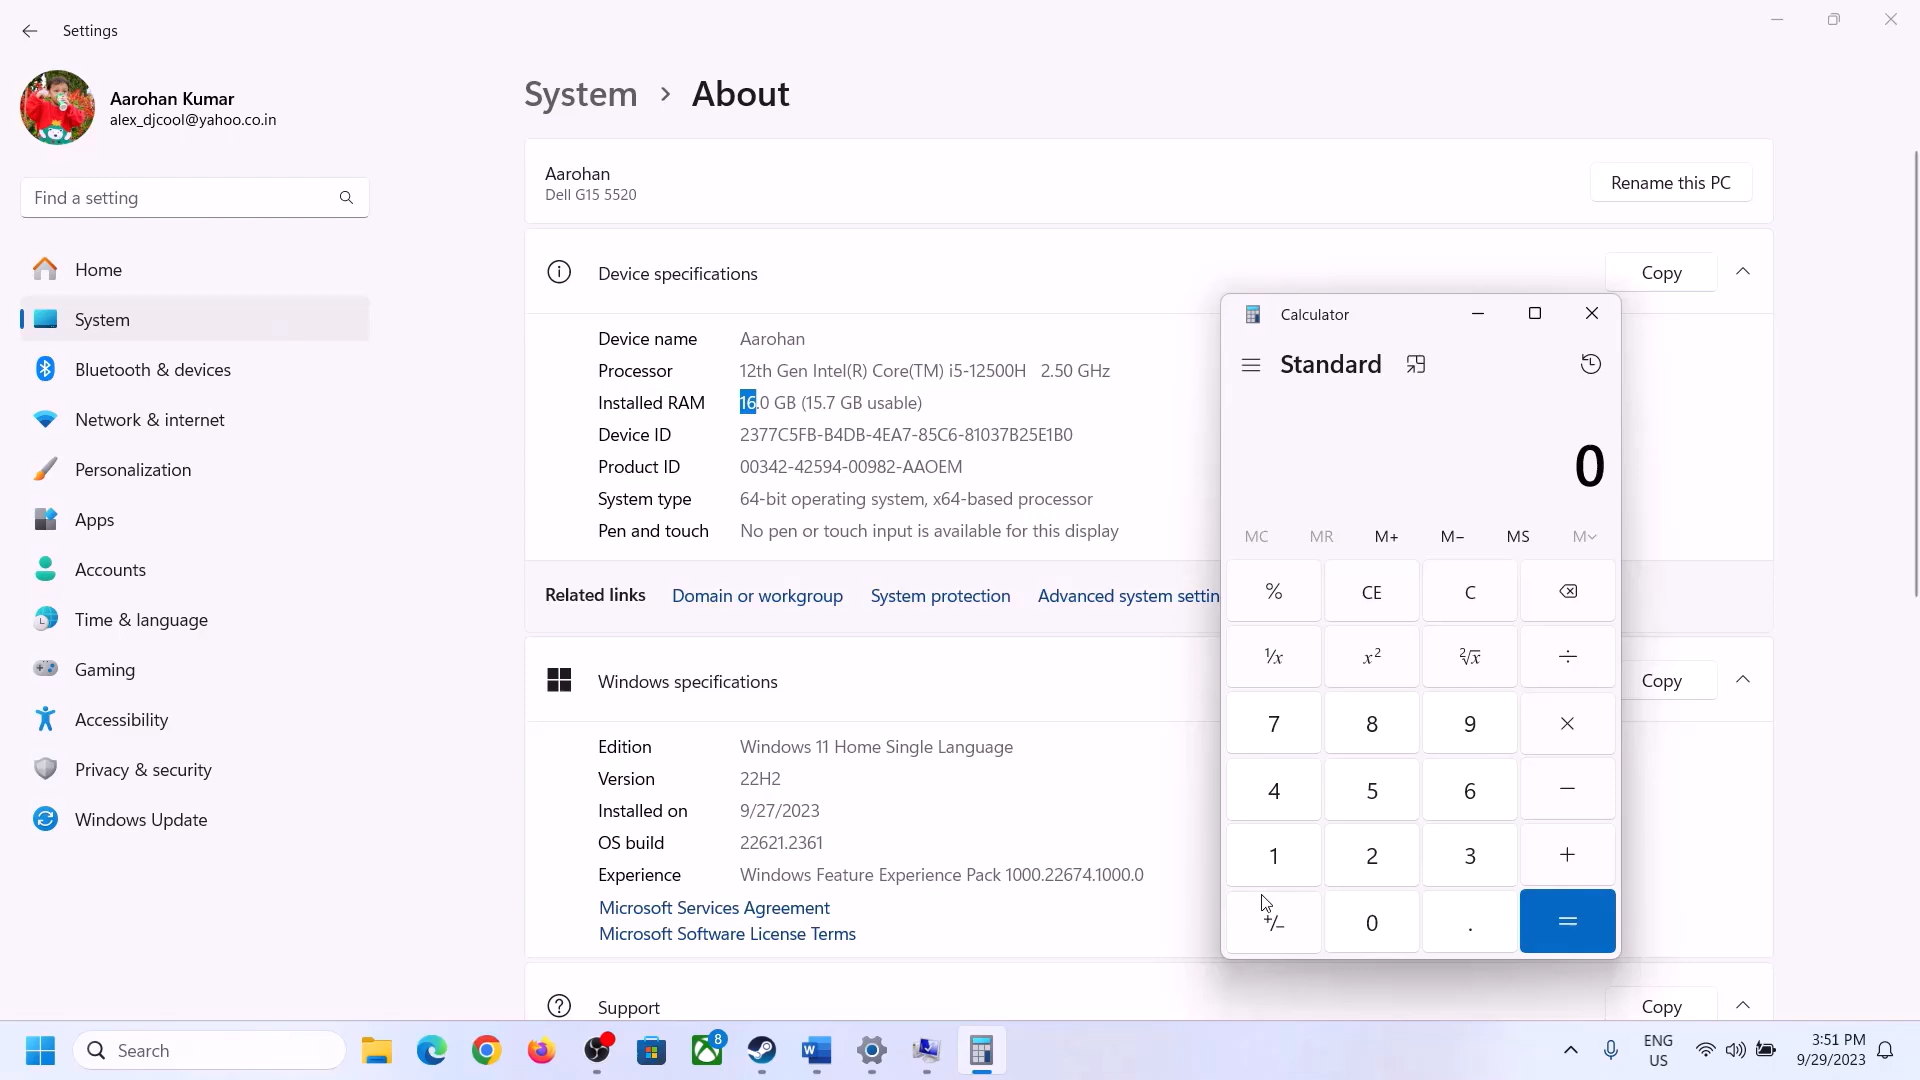 Settings
Aarohan Kumar
alex_djcool@yahoo.co.in
Find a setting
Home
System
Bluetooth & devices
Network & internet
Personalization
Apps
Accounts
Time & language
Gaming
Accessibility
Privacy & security
Windows Update
System > About
Aarohan
Dell G15 5520
Rename this PC
Device specifications
Copy
Device name Aarohan
Processor 12th Gen Intel(R) Core(TM) i5-12500H 2.50 GHz
Installed RAM 16.0 GB (15.7 GB usable)
Device ID 2377C5FB-B4DB-4EA7-85C6-81037B25E1B0
Product ID 00342-42594-00982-AAOEM
System type 64-bit operating system, x64-based processor
Pen and touch No pen or touch input is available for this display
Related links Domain or workgroup System protection Advanced system settin
Windows specifications
Copy
Edition Windows 11 Home Single Language
Version 22H2
Installed on 9/27/2023
OS build 22621.2361
Experience Windows Feature Experience Pack 1000.22674.1000.0
Microsoft Services Agreement
Microsoft Software License Terms
Support
Copy
Calculator
Standard
0
MC MR M+ M− MS M
% CE C
⅟x x² ²√x ÷
7 8 9 ×
4 5 6 −
1 2 3 +
+/− 0 . =
Search
8
W
ENG
US
3:51 PM
9/29/2023